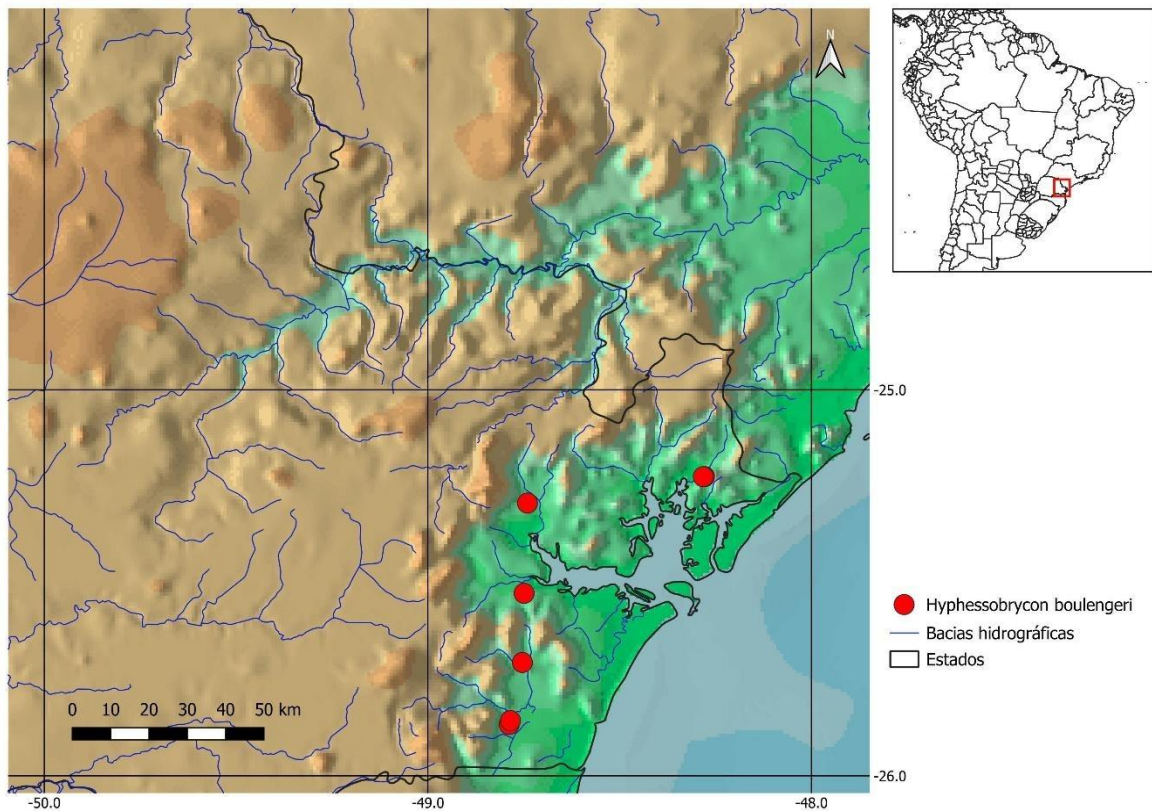 N
-25.0
Hyphessobrycon boulengeri
Bacias hidrográficas
Estados
0 10 20 30 40 50 km
-26.0
-50.0 -49.0 -48.0